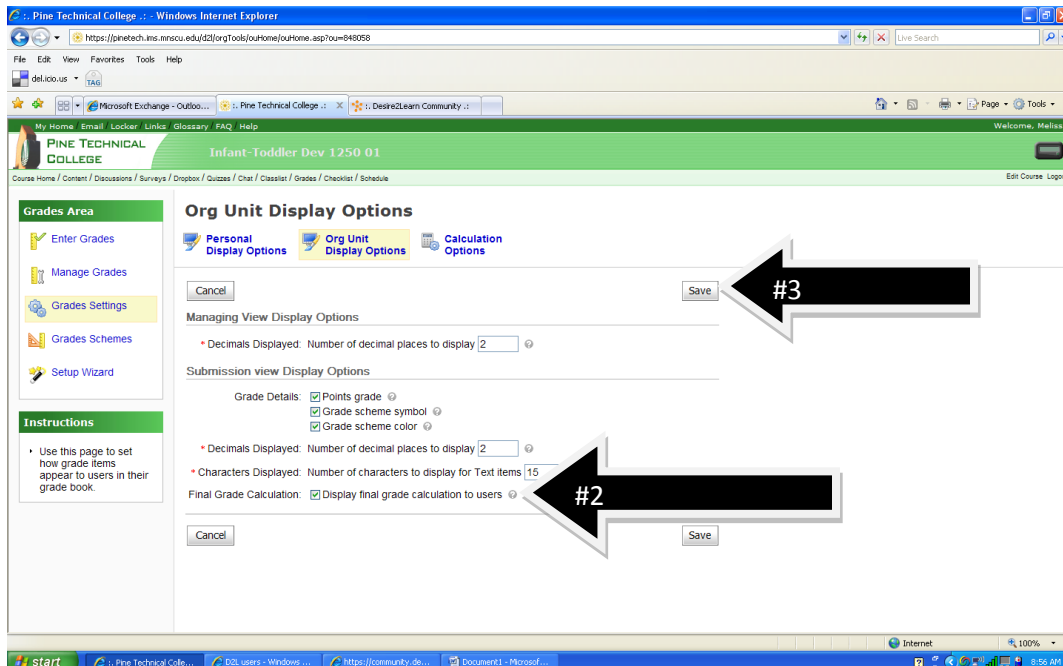 :. Pine Technical College .: - Windows Internet Explorer
https://pinetech.ims.mnscu.edu/d2l/orgTools/ouHome/ouHome.asp?ou=848058
Live Search
File Edit View Favorites Tools Help
del.icio.us TAG
Microsoft Exchange - Outloo... :. Pine Technical College .: X :. Desire2Learn Community .: Page Tools
My Home / Email / Locker / Links / Glossary / FAQ / Help Welcome, Meliss
PINE TECHNICAL
COLLEGE
Infant-Toddler Dev 1250 01
Course Home / Content / Discussions / Surveys / Dropbox / Quizzes / Chat / Classlist / Grades / Checklist / Schedule Edit Course Logo
Grades Area
Enter Grades
Manage Grades
Grades Settings
Grades Schemes
Setup Wizard
Instructions
Use this page to set
how grade items
appear to users in their
grade book.
Org Unit Display Options
Personal
Display Options
Org Unit
Display Options
Calculation
Options
Cancel Save
#3
Managing View Display Options
* Decimals Displayed: Number of decimal places to display 2
Submission view Display Options
Grade Details: Points grade
Grade scheme symbol
Grade scheme color
* Decimals Displayed: Number of decimal places to display 2
* Characters Displayed: Number of characters to display for Text items 15
Final Grade Calculation: Display final grade calculation to users
#2
Cancel Save
Internet 100%
start :. Pine Technical Colle... D2L users - Windows ... https://community.de... Document1 - Microsof... 8:56 AM